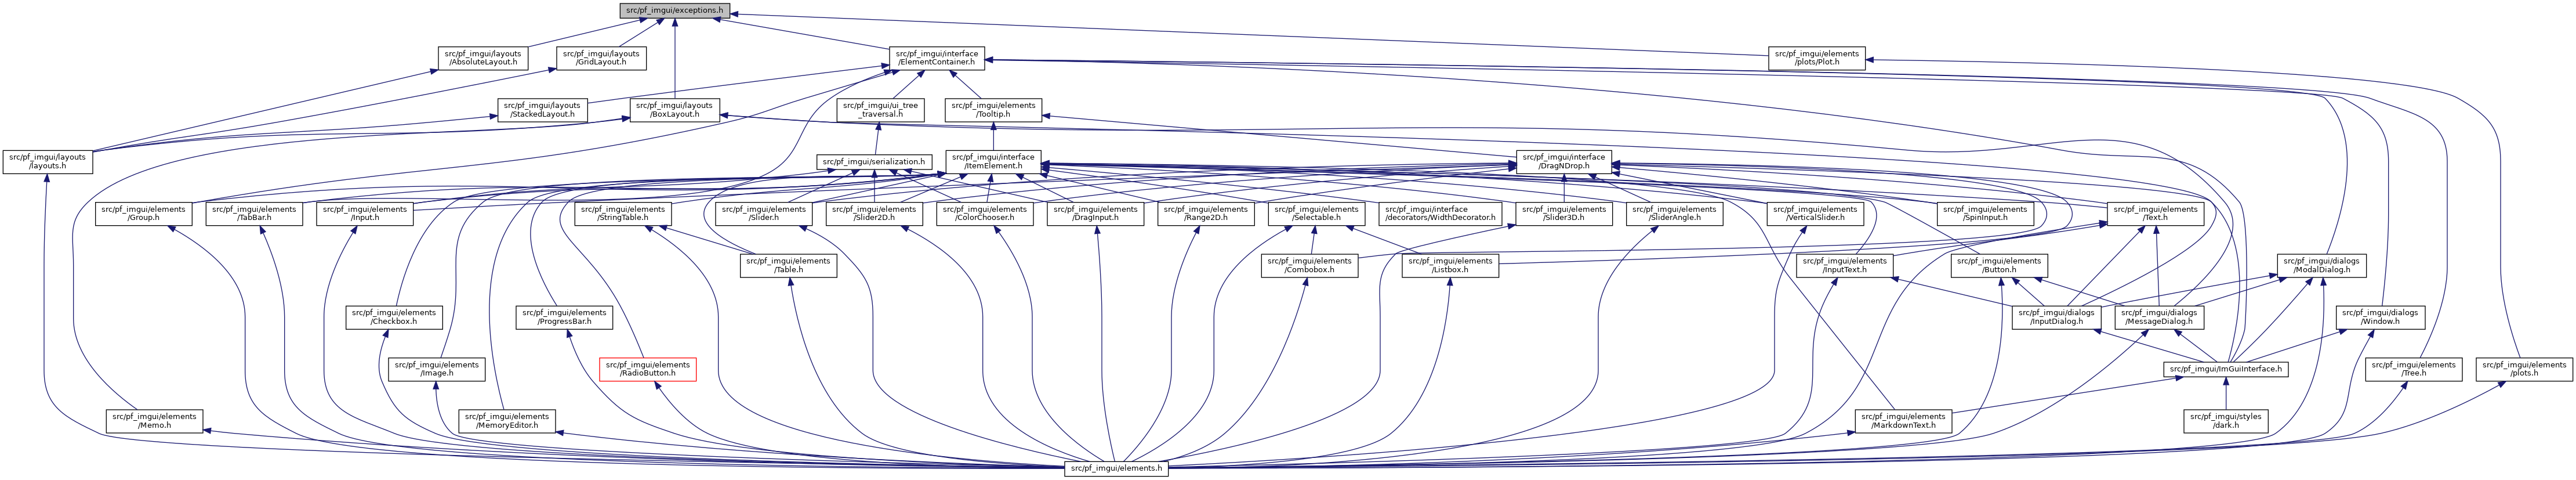 src/pf_imgui/exceptions.h
src/pf_imgui/layouts
/AbsoluteLayout.h
src/pf_imgui/layouts
/GridLayout.h
src/pf_imgui/interface
/ElementContainer.h
src/pf_imgui/elements
/plots/Plot.h
src/pf_imgui/layouts
/StackedLayout.h
src/pf_imgui/layouts
/BoxLayout.h
src/pf_imgui/ui_tree
_traversal.h
src/pf_imgui/elements
/Tooltip.h
src/pf_imgui/layouts
/layouts.h
src/pf_imgui/serialization.h
src/pf_imgui/interface
/ItemElement.h
src/pf_imgui/interface
/DragNDrop.h
src/pf_imgui/elements
/Group.h
src/pf_imgui/elements
/TabBar.h
src/pf_imgui/elements
/Input.h
src/pf_imgui/elements
/StringTable.h
src/pf_imgui/elements
/Slider.h
src/pf_imgui/elements
/Slider2D.h
src/pf_imgui/elements
/ColorChooser.h
src/pf_imgui/elements
/DragInput.h
src/pf_imgui/elements
/Range2D.h
src/pf_imgui/elements
/Selectable.h
src/pf_imgui/interface
/decorators/WidthDecorator.h
src/pf_imgui/elements
/Slider3D.h
src/pf_imgui/elements
/SliderAngle.h
src/pf_imgui/elements
/VerticalSlider.h
src/pf_imgui/elements
/SpinInput.h
src/pf_imgui/elements
/Text.h
src/pf_imgui/elements
/Table.h
src/pf_imgui/elements
/Combobox.h
src/pf_imgui/elements
/Listbox.h
src/pf_imgui/elements
/InputText.h
src/pf_imgui/elements
/Button.h
src/pf_imgui/dialogs
/ModalDialog.h
src/pf_imgui/elements
/Checkbox.h
src/pf_imgui/elements
/ProgressBar.h
src/pf_imgui/dialogs
/InputDialog.h
src/pf_imgui/dialogs
/MessageDialog.h
src/pf_imgui/dialogs
/Window.h
src/pf_imgui/elements
/Image.h
src/pf_imgui/elements
/RadioButton.h
src/pf_imgui/ImGuiInterface.h
src/pf_imgui/elements
/Tree.h
src/pf_imgui/elements
/plots.h
src/pf_imgui/elements
/Memo.h
src/pf_imgui/elements
/MemoryEditor.h
src/pf_imgui/elements
/MarkdownText.h
src/pf_imgui/styles
/dark.h
src/pf_imgui/elements.h